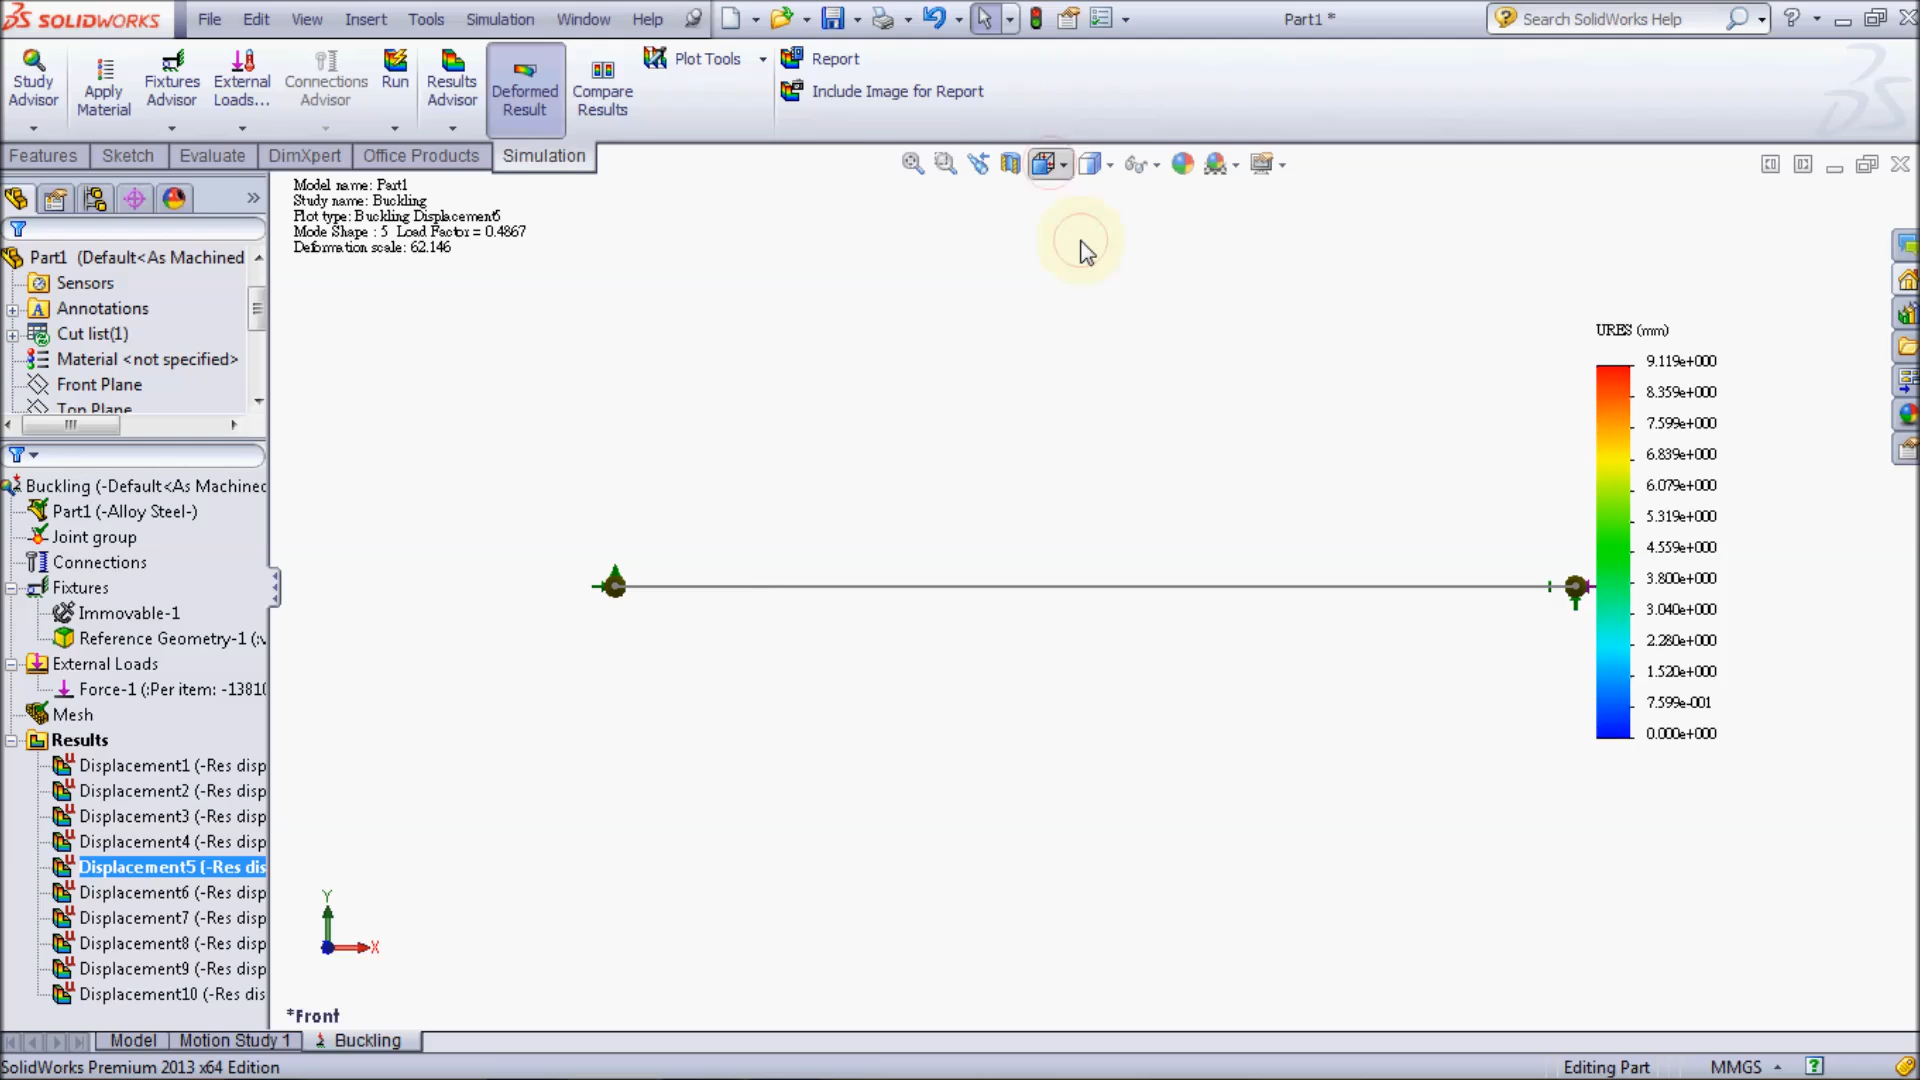 SOLIDWORKS
File Edit View Insert Tools Simulation Window Help
Part1 *
Search SolidWorks Help
Study Advisor
Apply Material
Fixtures Advisor
External Loads...
Connections Advisor
Run
Results Advisor
Deformed Result
Compare Results
Plot Tools
Report
Include Image for Report
Features Sketch Evaluate DimXpert Office Products Simulation
Model name: Part1
Study name: Buckling
Plot type: Buckling Displacement5
Mode Shape : 5 Load Factor = 0.4867
Deformation scale: 62.146
Part1 (Default<As Machined
Sensors
Annotations
Cut list(1)
Material <not specified>
Front Plane
Top Plane
Buckling (-Default<As Machined
Part1 (-Alloy Steel-)
Joint group
Connections
Fixtures
Immovable-1
Reference Geometry-1 (:
External Loads
Force-1 (:Per item: -1381
Mesh
Results
Displacement1 (-Res disp
Displacement2 (-Res disp
Displacement3 (-Res disp
Displacement4 (-Res disp
Displacement5 (-Res dis
Displacement6 (-Res disp
Displacement7 (-Res disp
Displacement8 (-Res disp
Displacement9 (-Res disp
Displacement10 (-Res dis
URES (mm)
9.119e+000
8.359e+000
7.599e+000
6.839e+000
6.079e+000
5.319e+000
4.559e+000
3.800e+000
3.040e+000
2.280e+000
1.520e+000
7.599e-001
0.000e+000
Y
X
*Front
Model Motion Study 1 Buckling
SolidWorks Premium 2013 x64 Edition
Editing Part MMGS